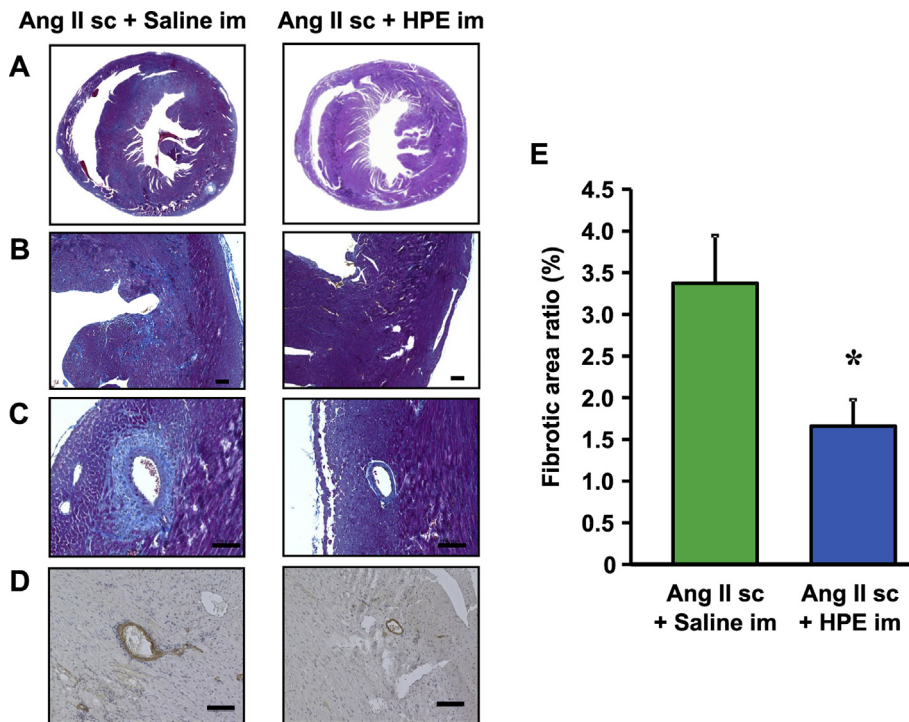 Ang II sc + Saline im
Ang II sc + HPE im
A
B
C
D
E
Fibrotic area ratio (%)
4.5
4.0
3.5
3.0
2.5
2.0
1.5
1.0
0.5
0
*
Ang II sc
+ Saline im
Ang II sc
+ HPE im